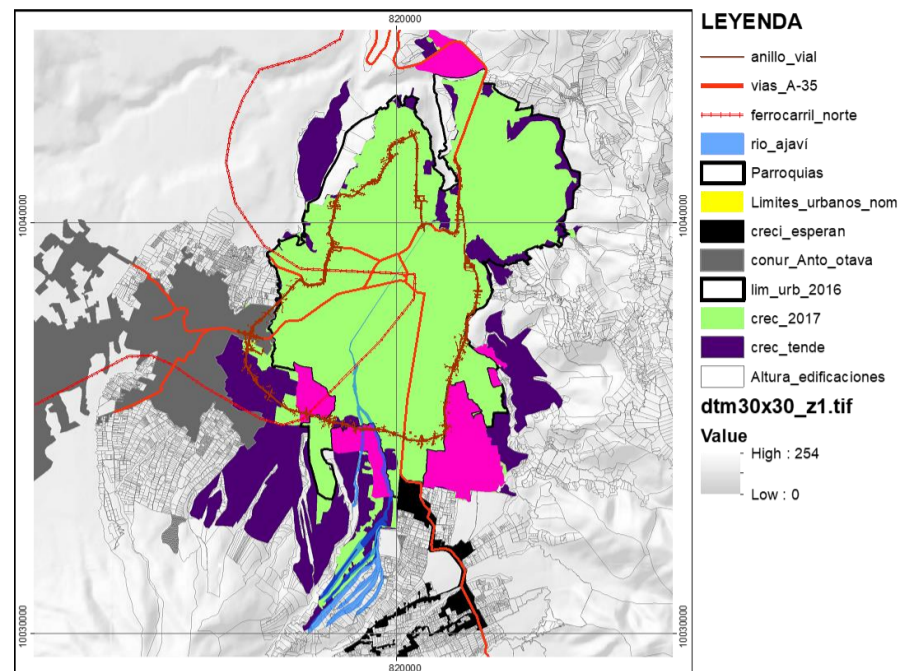 820000
LEYENDA
anillo_vial
vias_A-35
ferrocarril_norte
rio_ajaví
Parroquias
Limites_urbanos_nom
creci_esperan
conur_Anto_otava
lim_urb_2016
crec_2017
crec_tende
Altura_edificaciones
dtm30x30_z1.tif
Value
High : 254
Low : 0
10040000
10040000
10030000
10030000
820000